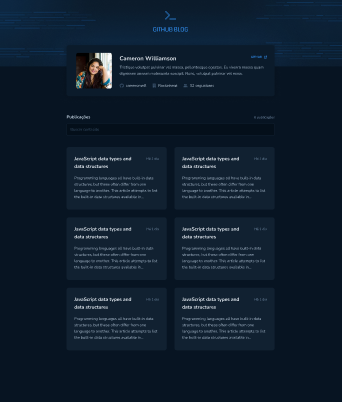 GITHUB BLOG
Cameron Williamson
GITHUB
Tristique volutpat pulvinar vel massa, pellentesque egestas. Eu viverra massa quam
dignissim aenean malesuada suscipit. Nunc, volutpat pulvinar vel mass.
cameronwll
Rocketseat
32 seguidores
Publicações
6 publicações
Buscar conteúdo
JavaScript data types and
data structures
Há 1 dia
Programming languages all have built-in data
structures, but these often differ from one
language to another. This article attempts to list
the built-in data structures available in...
JavaScript data types and
data structures
Há 1 dia
Programming languages all have built-in data
structures, but these often differ from one
language to another. This article attempts to list
the built-in data structures available in...
JavaScript data types and
data structures
Há 1 dia
Programming languages all have built-in data
structures, but these often differ from one
language to another. This article attempts to list
the built-in data structures available in...
JavaScript data types and
data structures
Há 1 dia
Programming languages all have built-in data
structures, but these often differ from one
language to another. This article attempts to list
the built-in data structures available in...
JavaScript data types and
data structures
Há 1 dia
Programming languages all have built-in data
structures, but these often differ from one
language to another. This article attempts to list
the built-in data structures available in...
JavaScript data types and
data structures
Há 1 dia
Programming languages all have built-in data
structures, but these often differ from one
language to another. This article attempts to list
the built-in data structures available in...